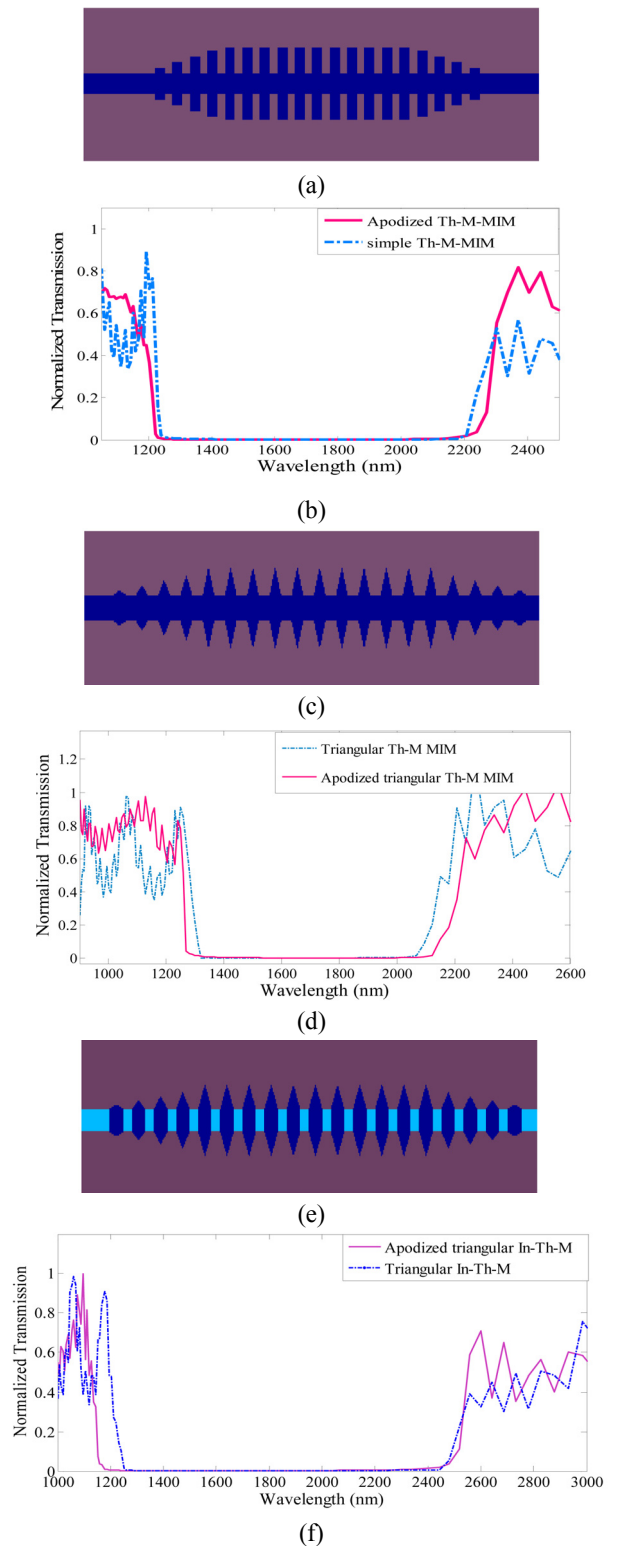 (a)
Apodized Th-M-MIM
simple Th-M-MIM
Normalized Transmission
1
0.8
0.6
0.4
0.2
0
1200 1400 1600 1800 2000 2200 2400
Wavelength (nm)
(b)
(c)
Triangular Th-M MIM
Apodized triangular Th-M MIM
Normalized Transmission
1.2
1
0.8
0.6
0.4
0.2
0
1000 1200 1400 1600 1800 2000 2200 2400 2600
Wavelength (nm)
(d)
(e)
Apodized triangular In-Th-M
Triangular In-Th-M
Normalized Transmission
1
0.8
0.6
0.4
0.2
0
1000 1200 1400 1600 1800 2000 2200 2400 2600 2800 3000
Wavelength (nm)
(f)